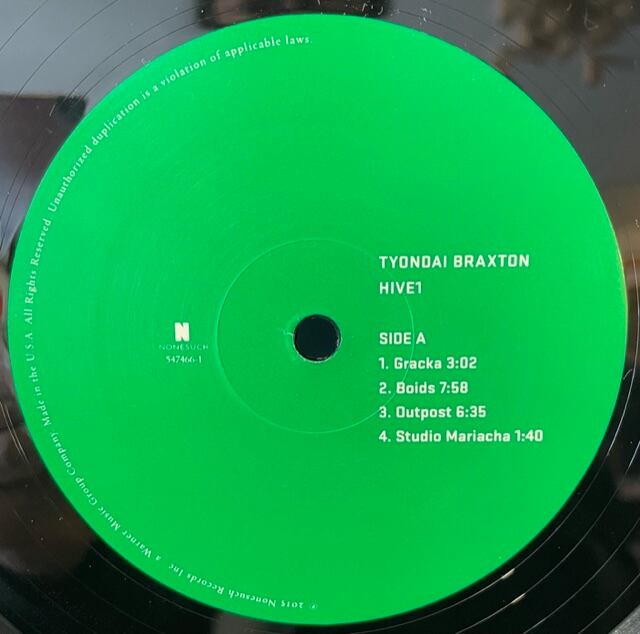 TYONDAI BRAXTON
HIVE1
SIDE A
1. Gracka 3:02
2. Boids 7:58
3. Outpost 6:35
4. Studio Mariacha 1:40
N
NONESUCH
547466-1
℗ 2015 Nonesuch Records Inc. a Warner Music Group Company Made in the U.S.A. All Rights Reserved Unauthorized duplication is a violation of applicable laws.